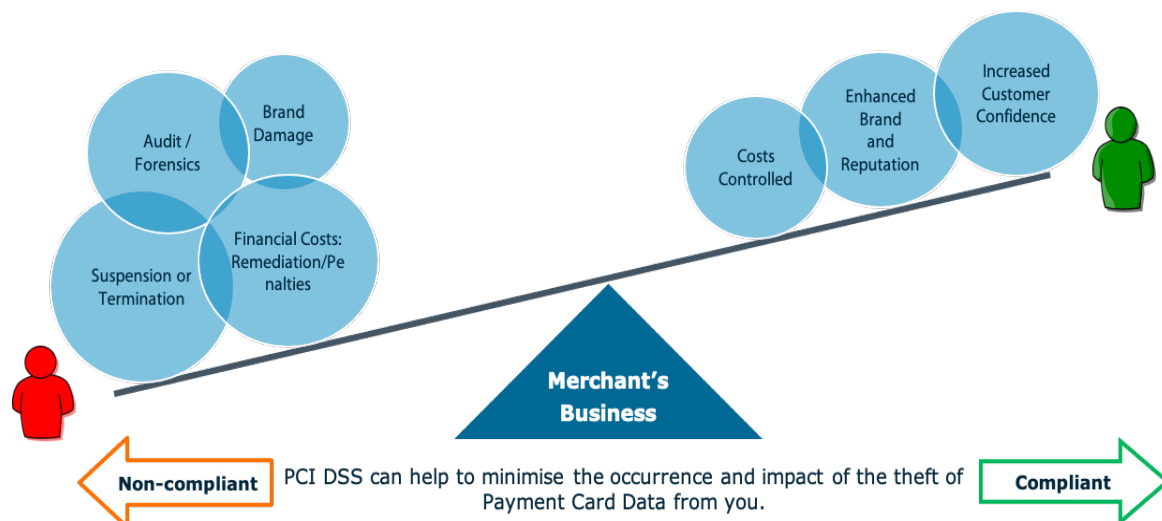 Brand
Damage
Audit /
Forensics
Financial Costs:
Remediation/Pe
nalties
Suspension or
Termination
Increased
Customer
Confidence
Enhanced
Brand
and
Reputation
Costs
Controlled
Merchant's
Business
Non-compliant
PCI DSS can help to minimise the occurrence and impact of the theft of
Payment Card Data from you.
Compliant